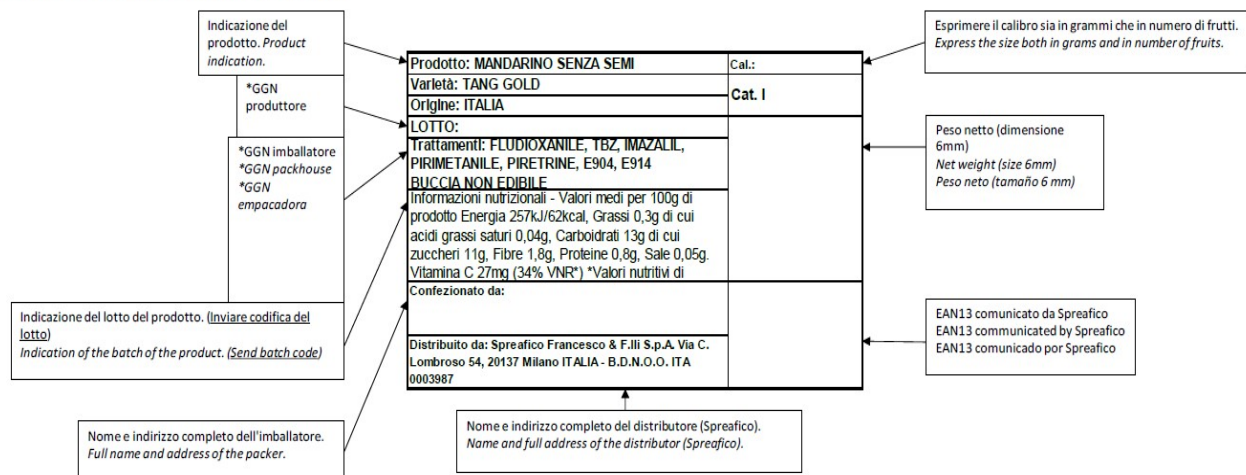 Indicazione del
prodotto. Product
indication.
*GGN
produttore
*GGN imballatore
*GGN packhouse
*GGN
empacadora
Indicazione del lotto del prodotto. (Inviare codifica del
lotto)
Indication of the batch of the product. (Send batch code)
Nome e indirizzo completo dell'imballatore.
Full name and address of the packer.
Prodotto: MANDARINO SENZA SEMI
Cal.:
Varietà: TANG GOLD
Cat. I
Origine: ITALIA
LOTTO:
Trattamenti: FLUDIOXANILE, TBZ, IMAZALIL,
PIRIMETANILE, PIRETRINE, E904, E914
BUCCIA NON EDIBILE
Informazioni nutrizionali - Valori medi per 100g di
prodotto Energia 257kJ/62kcal, Grassi 0,3g di cui
acidi grassi saturi 0,04g, Carboidrati 13g di cui
zuccheri 11g, Fibre 1,8g, Proteine 0,8g, Sale 0,05g.
Vitamina C 27mg (34% VNR*) *Valori nutritivi di
Confezionato da:
Distribuito da: Spreafico Francesco & F.lli S.p.A. Via C.
Lombroso 54, 20137 Milano ITALIA - B.D.N.O.O. ITA
0003987
Nome e indirizzo completo del distributore (Spreafico).
Name and full address of the distributor (Spreafico).
Esprimere il calibro sia in grammi che in numero di frutti.
Express the size both in grams and in number of fruits.
Peso netto (dimensione
6mm)
Net weight (size 6mm)
Peso neto (tamaño 6 mm)
EAN13 comunicato da Spreafico
EAN13 communicated by Spreafico
EAN13 comunicado por Spreafico